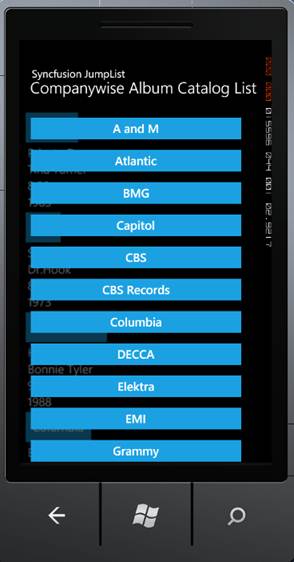 Syncfusion JumpList
Companywise Album Catalog List
A and M
Atlantic
BMG
Capitol
CBS
Dr.Hook
CBS Records
1973
Columbia
DECCA
Bonnie Tyler
Elektra
1988
EMI
Columbia
Grammy